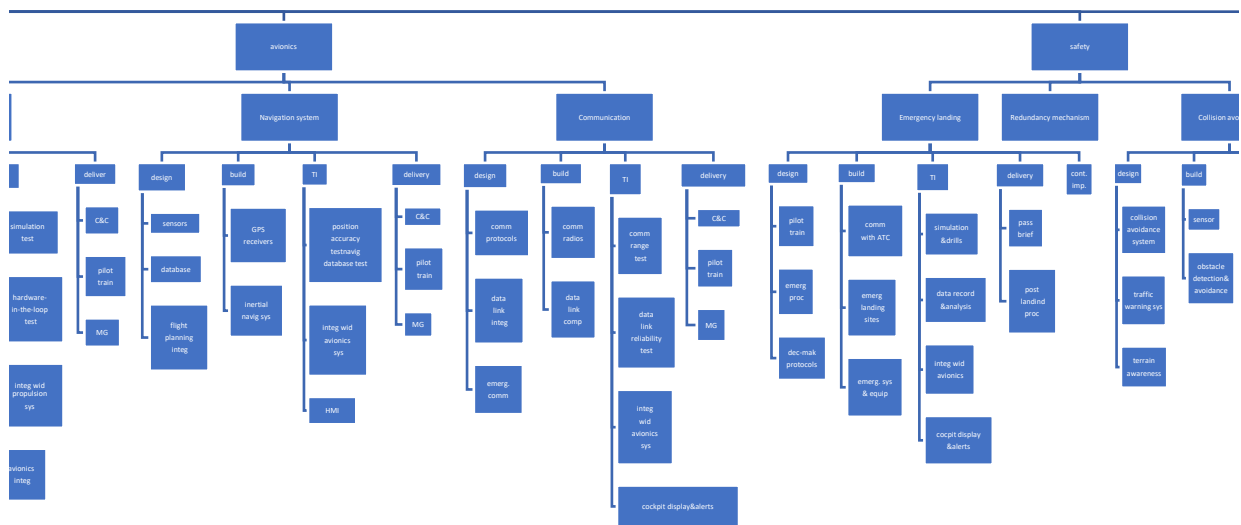 avionics
safety
Navigation system
Communication
Emergency landing
Redundancy mechanism
Collision avo
deliver
design
build
TI
delivery
design
build
TI
delivery
design
build
TI
delivery
cont.
imp.
design
build
simulation
test
hardware-
in-the-loop
test
integ wid
propulsion
sys
avionics
integ
C&C
pilot
train
MG
sensors
database
flight
planning
integ
GPS
receivers
inertial
navig sys
position
accuracy
testnavig
database test
integ wid
avionics
sys
HMI
C&C
pilot
train
MG
comm
protocols
data
link
integ
emerg.
comm
comm
radios
data
link
comp
comm
range
test
data
link
reliability
test
integ
wid
avionics
sys
cockpit display&alerts
C&C
pilot
train
MG
pilot
train
emerg
proc
dec-mak
protocols
comm
with ATC
emerg
landing
sites
emerg. sys
& equip
simulation
&drills
data record
&analysis
integ wid
avionics
cocpit display
&alerts
pass
brief
post
landind
proc
collision
avoidance
system
traffic
warning sys
terrain
awareness
sensor
obstacle
detection&
avoidance